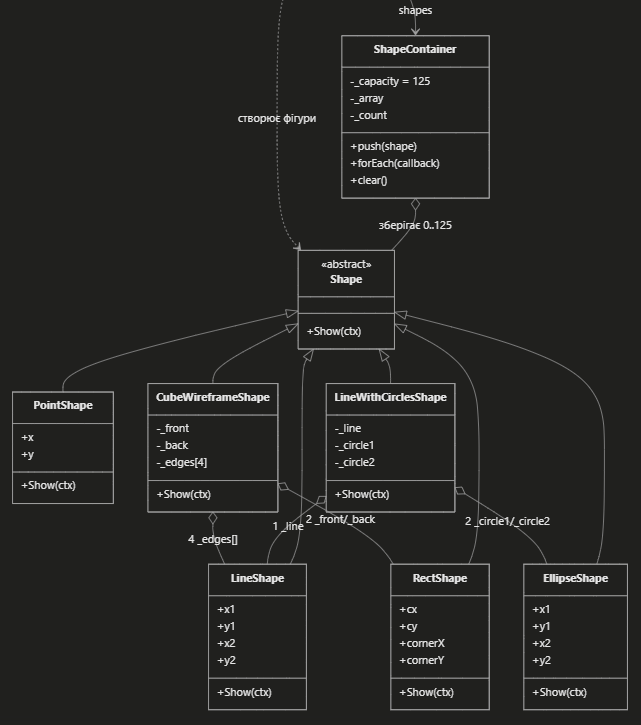 shapes
ShapeContainer
-_capacity = 125
-_array
-_count
+push(shape)
+forEach(callback)
+clear()
створює фігури
зберігає 0..125
«abstract»
Shape
+Show(ctx)
PointShape
+x
+y
+Show(ctx)
CubeWireframeShape
-_front
-_back
-_edges[4]
+Show(ctx)
LineWithCirclesShape
-_line
-_circle1
-_circle2
+Show(ctx)
4 _edges[]
1 _line
2 _front/_back
2 _circle1/_circle2
LineShape
+x1
+y1
+x2
+y2
+Show(ctx)
RectShape
+cx
+cy
+cornerX
+cornerY
+Show(ctx)
EllipseShape
+x1
+y1
+x2
+y2
+Show(ctx)